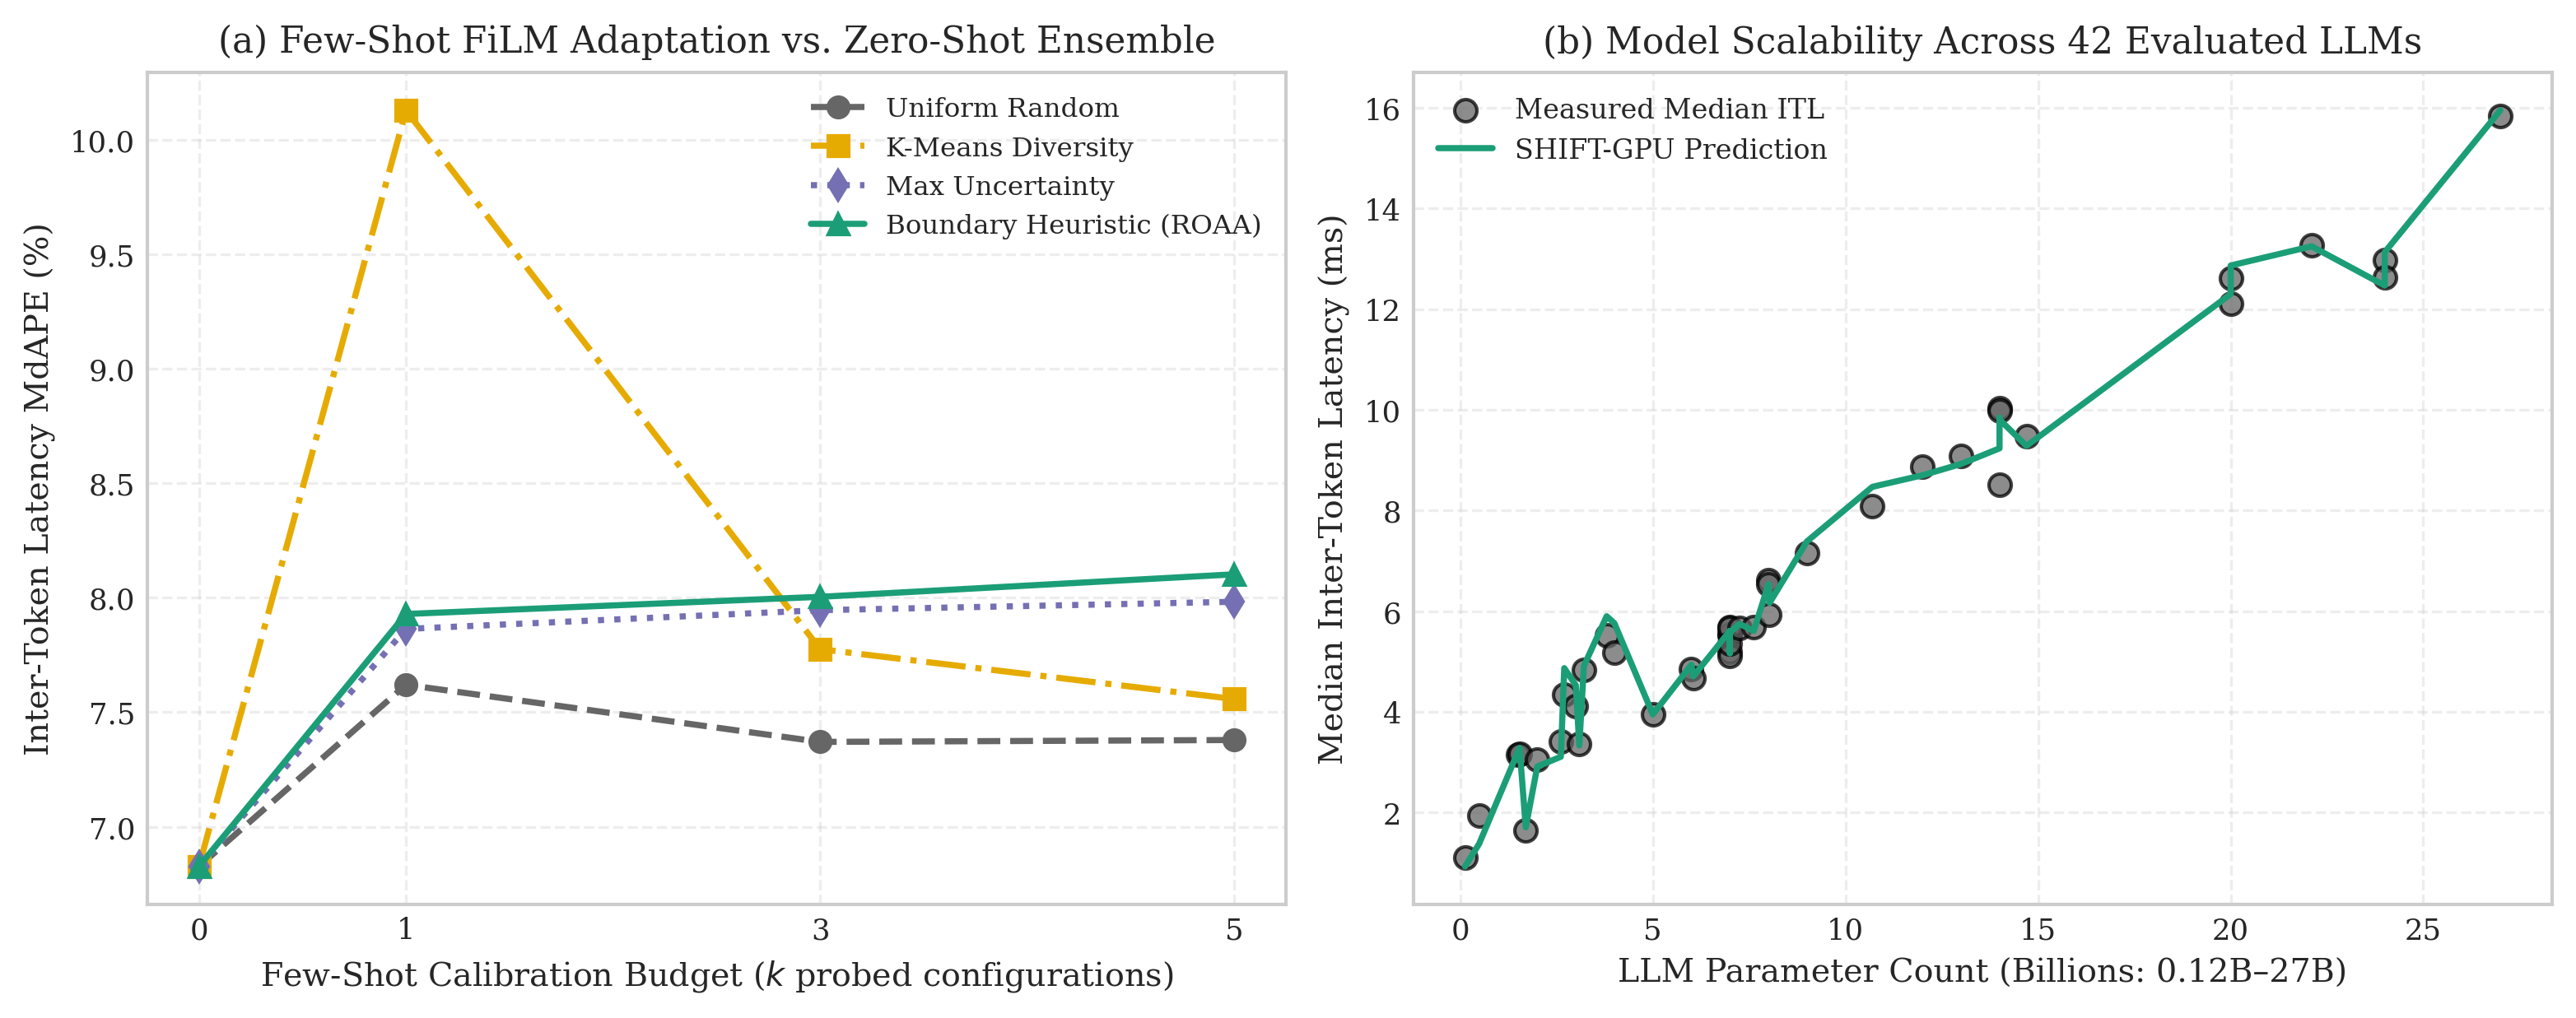 (a) Few-Shot FiLM Adaptation vs. Zero-Shot Ensemble
Inter-Token Latency MdAPE (%)
10.0
9.5
9.0
8.5
8.0
7.5
7.0
Uniform Random
K-Means Diversity
Max Uncertainty
Boundary Heuristic (ROAA)
0
1
3
5
Few-Shot Calibration Budget (k probed configurations)
(b) Model Scalability Across 42 Evaluated LLMs
Median Inter-Token Latency (ms)
16
14
12
10
8
6
4
2
Measured Median ITL
SHIFT-GPU Prediction
0
5
10
15
20
25
LLM Parameter Count (Billions: 0.12B–27B)